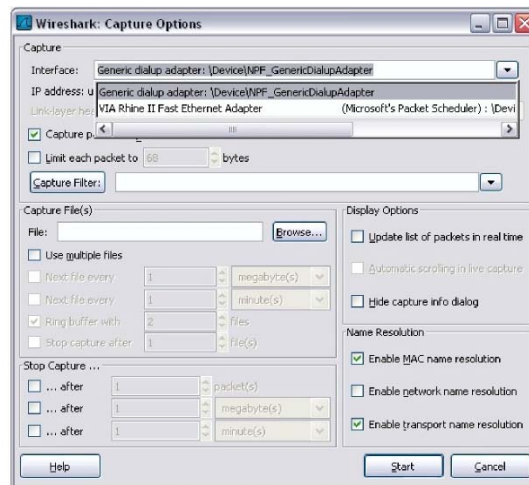 Wireshark: Capture Options
Capture
Interface: Generic dialup adapter: \Device\NPF_GenericDialupAdapter
IP address: u Generic dialup adapter: \Device\NPF_GenericDialupAdapter
Link-layer hea VIA Rhine II Fast Ethernet Adapter (Microsoft's Packet Scheduler) : \Devi
Capture p
Limit each packet to 68 bytes
Capture Filter:
Capture File(s)
File: Browse...
Use multiple files
Next file every 1 megabyte(s)
Next file every 1 minute(s)
Ring buffer with 2 files
Stop capture after 1 file(s)
Stop Capture ...
... after 1 packet(s)
... after 1 megabyte(s)
... after 1 minute(s)
Display Options
Update list of packets in real time
Automatic scrolling in live capture
Hide capture info dialog
Name Resolution
Enable MAC name resolution
Enable network name resolution
Enable transport name resolution
Help Start Cancel